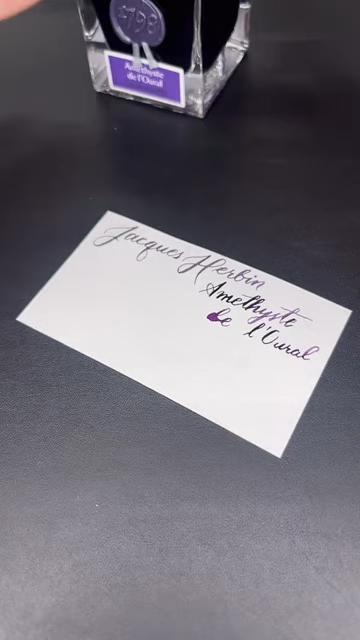 1798
Améthyste
de l'Oural
Jacques Herbin
Amethyste
de l'Oural